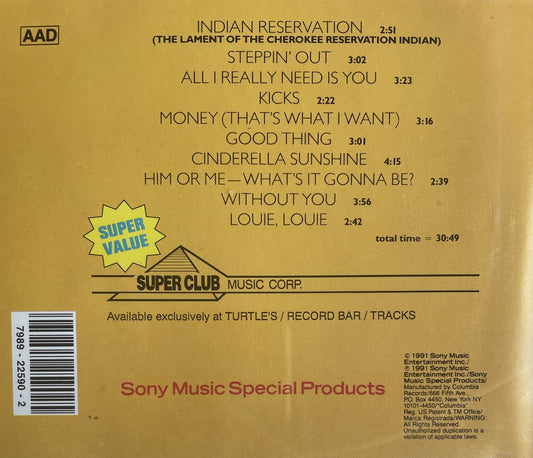 AAD
INDIAN RESERVATION 2:51
(THE LAMENT OF THE CHEROKEE RESERVATION INDIAN)
STEPPIN' OUT 3:02
ALL I REALLY NEED IS YOU 3:23
KICKS 2:22
MONEY (THAT'S WHAT I WANT) 3:16
GOOD THING 3:01
CINDERELLA SUNSHINE 4:15
HIM OR ME—WHAT'S IT GONNA BE? 2:39
WITHOUT YOU 3:56
LOUIE, LOUIE 2:42
total time = 30:49
SUPER
VALUE
SUPER CLUB MUSIC CORP.
Available exclusively at TURTLE'S / RECORD BAR / TRACKS
7989 - 22590 - 2
Sony Music Special Products
© 1991 Sony Music
Entertainment Inc./
℗ 1991 Sony Music
Entertainment Inc./Sony
Music Special Products/
Manufactured by Columbia
Records/666 Fifth Ave.,
PO. Box 4450, New York NY
10101-4450/"Columbia"
Reg. US Patent & TM Office/
Marca Registrada/WARNING:
All Rights Reserved.
Unauthorized duplication is a
violation of applicable laws.